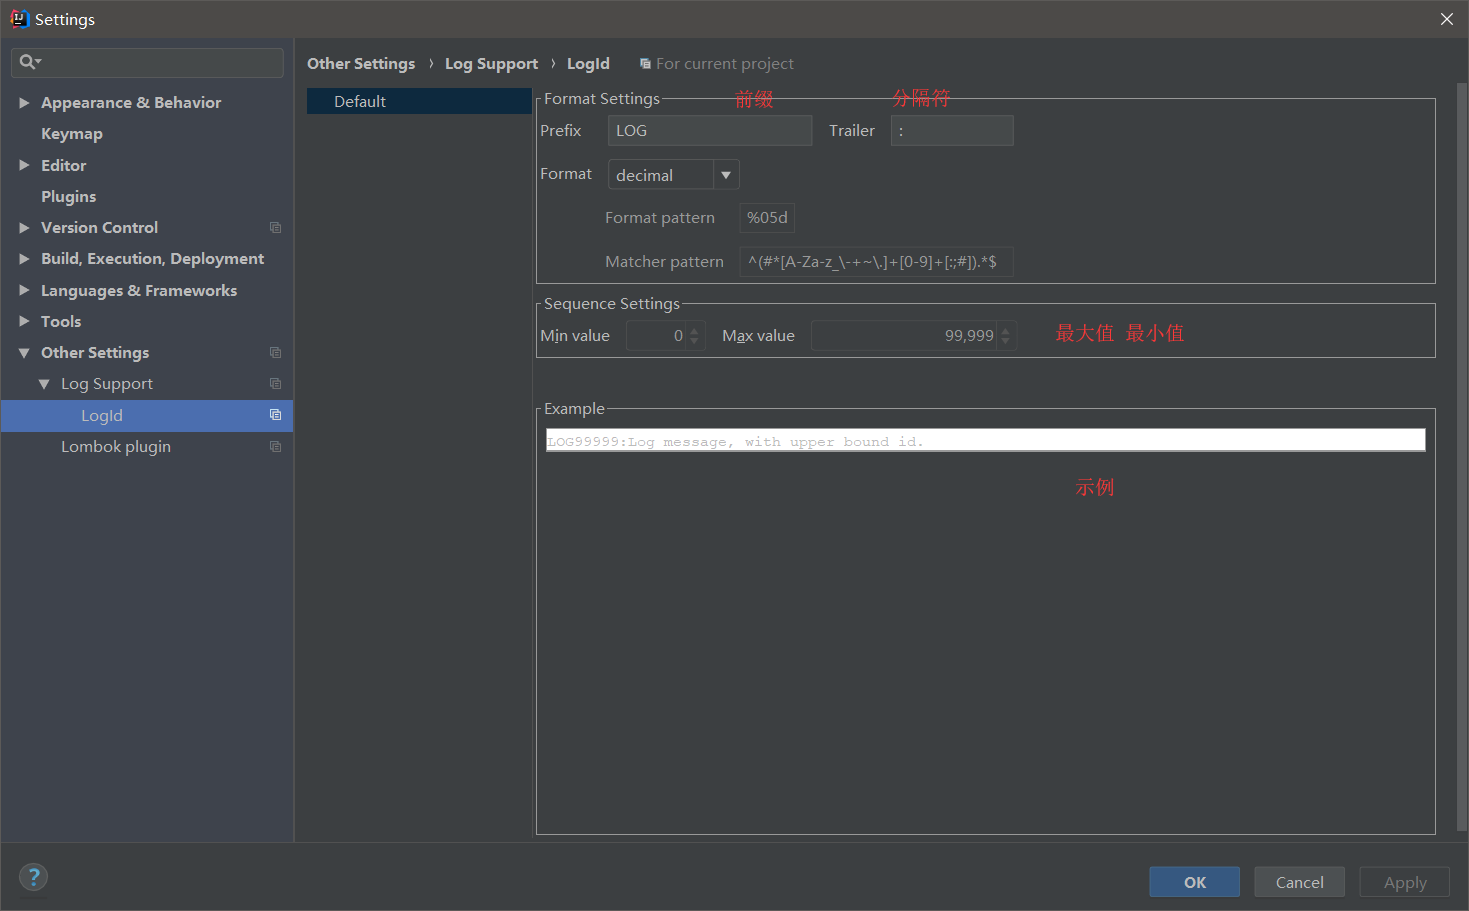 Settings
Other Settings › Log Support › LogId For current project
Appearance & Behavior
Keymap
Editor
Plugins
Version Control
Build, Execution, Deployment
Languages & Frameworks
Tools
Other Settings
Log Support
LogId
Lombok plugin
Default
Format Settings 前缀 分隔符
Prefix LOG Trailer :
Format decimal
Format pattern %05d
Matcher pattern ^(#*[A-Za-z_\-+~\.]+[0-9]+[:;#]).*$
Sequence Settings
Min value 0 Max value 99,999 最大值 最小值
Example
LOG99999:Log message, with upper bound id.
示例
?
OK Cancel Apply